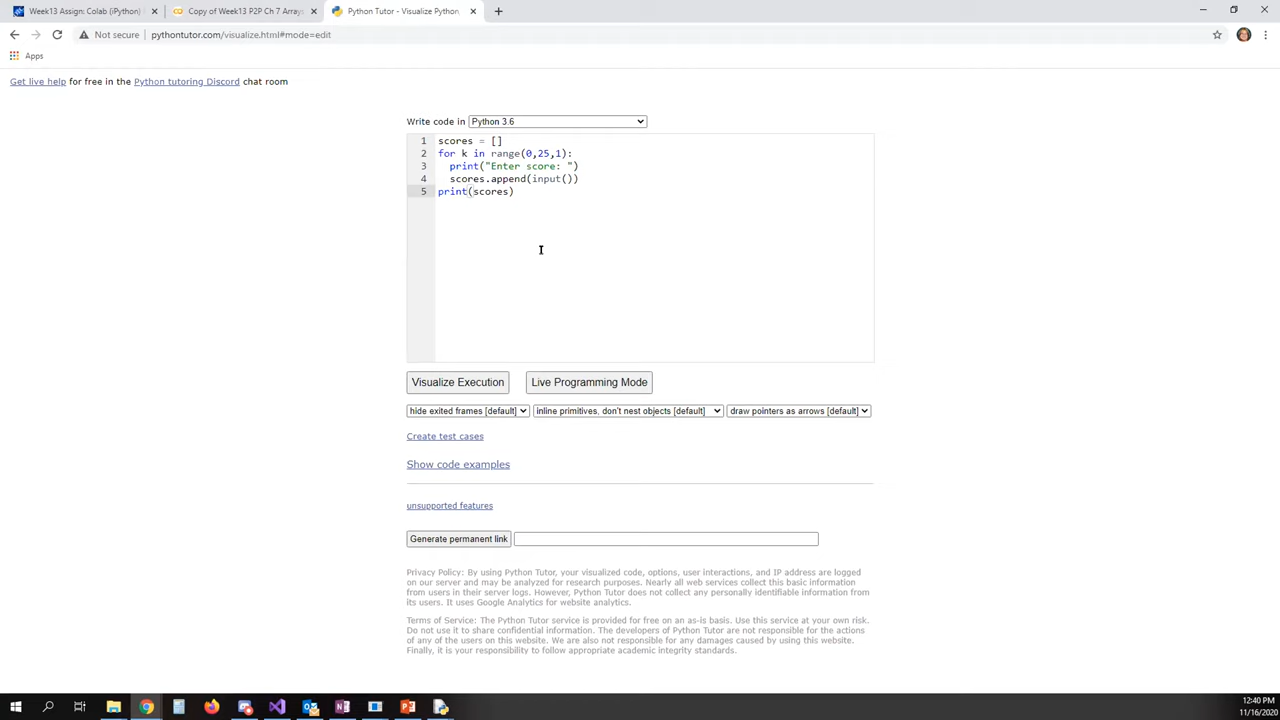 Week13 Assign: Colab (iPython)
Copy of Week13 P2P Ch 7 Arrays
Python Tutor - Visualize Python,
Not secure
pythontutor.com/visualize.html#mode=edit
Apps
Get live help for free in the Python tutoring Discord chat room
Write code in Python 3.6
1 scores = []
2 for k in range(0,25,1):
3 print("Enter score: ")
4 scores.append(input())
5 print(scores)
Visualize Execution
Live Programming Mode
hide exited frames [default]
inline primitives, don't nest objects [default]
draw pointers as arrows [default]
Create test cases
Show code examples
unsupported features
Generate permanent link
Privacy Policy: By using Python Tutor, your visualized code, options, user interactions, and IP address are logged
on our server and may be analyzed for research purposes. Nearly all web services collect this basic information
from users in their server logs. However, Python Tutor does not collect any personally identifiable information from
its users. It uses Google Analytics for website analytics.
Terms of Service: The Python Tutor service is provided for free on an as-is basis. Use this service at your own risk.
Do not use it to share confidential information. The developers of Python Tutor are not responsible for the actions
of any of the users on this website. We are also not responsible for any damages caused by using this website.
Finally, it is your responsibility to follow appropriate academic integrity standards.
12:40 PM
11/16/2020